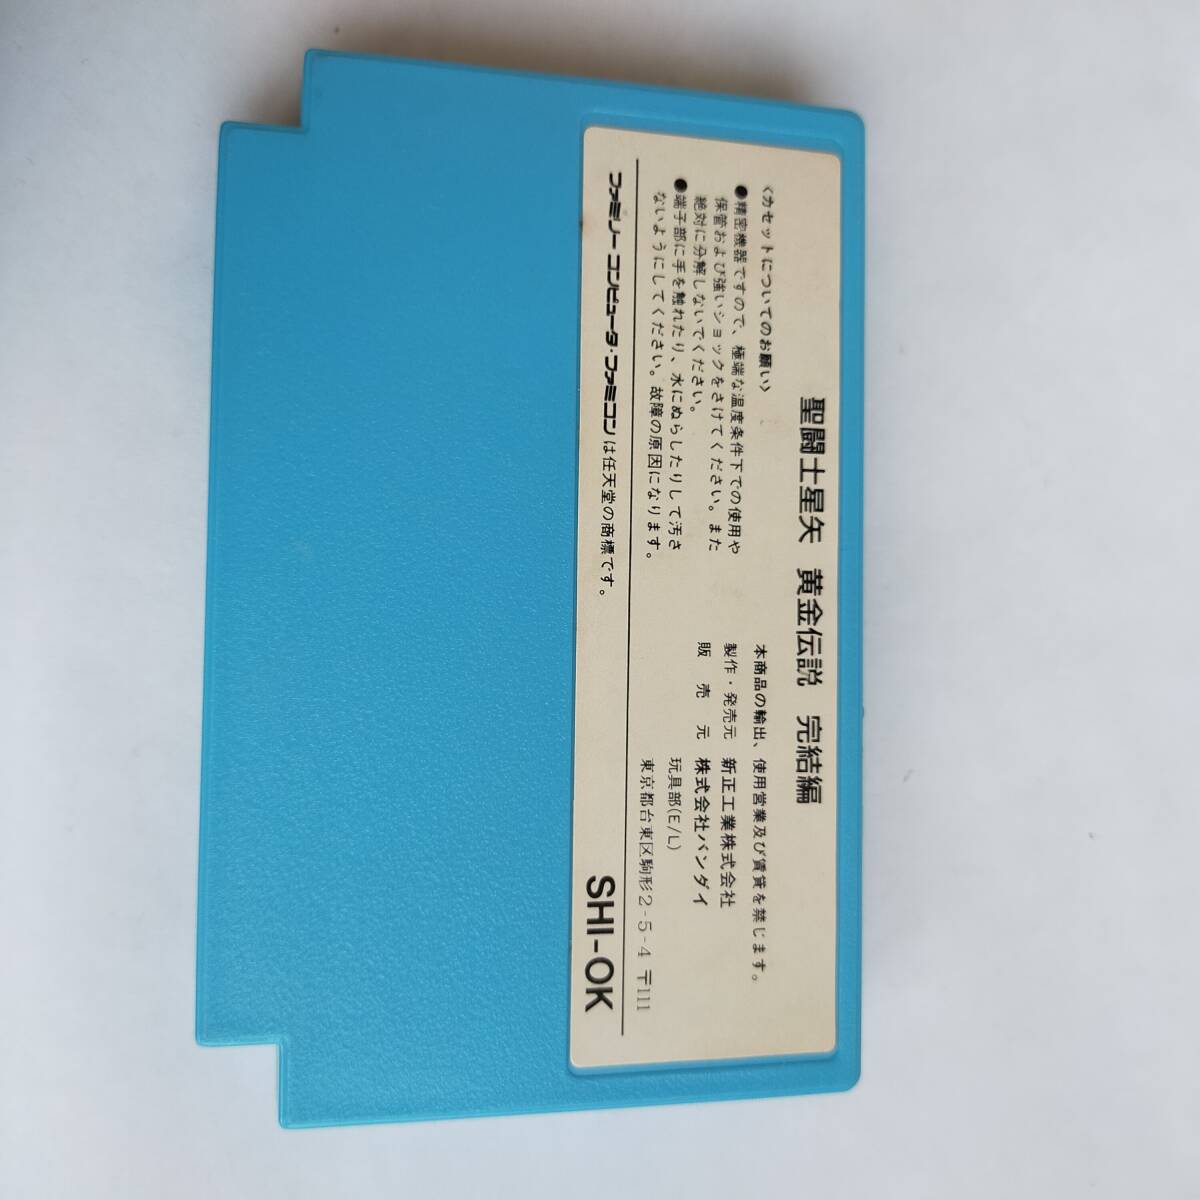 聖闘士星矢 黄金伝説 完結編
〈カセットについてのお願い〉
●精密機器ですので、極端な温度条件下での使用や
保管および強いショックをさけてください。また
絶対に分解しないでください。
●端子部に手を触れたり、水にぬらしたりして汚さ
ないようにしてください。故障の原因になります。
本商品の輸出、使用営業及び賃貸を禁じます。
製作・発売元 新正工業株式会社
販売元 株式会社バンダイ
玩具部(E/L)
東京都台東区駒形2-5-4 〒111
ファミリーコンピュータ・ファミコンは任天堂の商標です。
SHI-OK